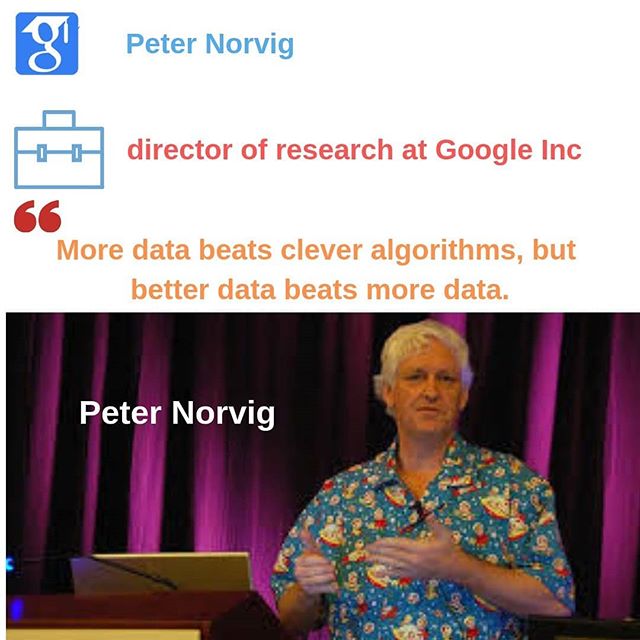 g
Peter Norvig
director of research at Google Inc
“
More data beats clever algorithms, but
better data beats more data.
Peter Norvig